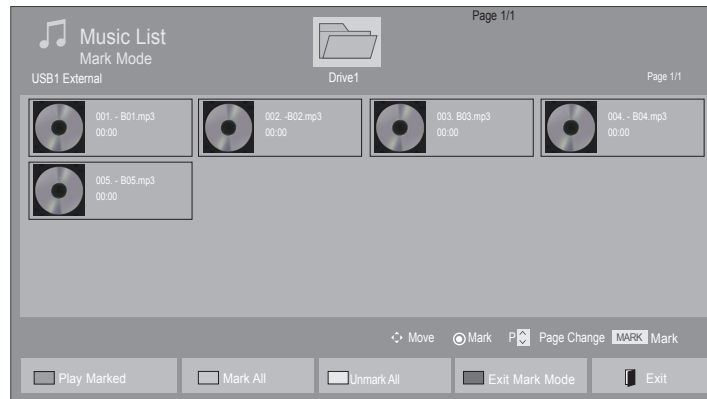 Page 1/1
Music List
Mark Mode
USB1 External
Drive1
Page 1/1
001. - B01.mp3
00:00
002. -B02.mp3
00:00
003. B03.mp3
00:00
004. - B04.mp3
00:00
005. - B05.mp3
00:00
Move Mark P Page Change MARK Mark
Play Marked Mark All Unmark All Exit Mark Mode Exit